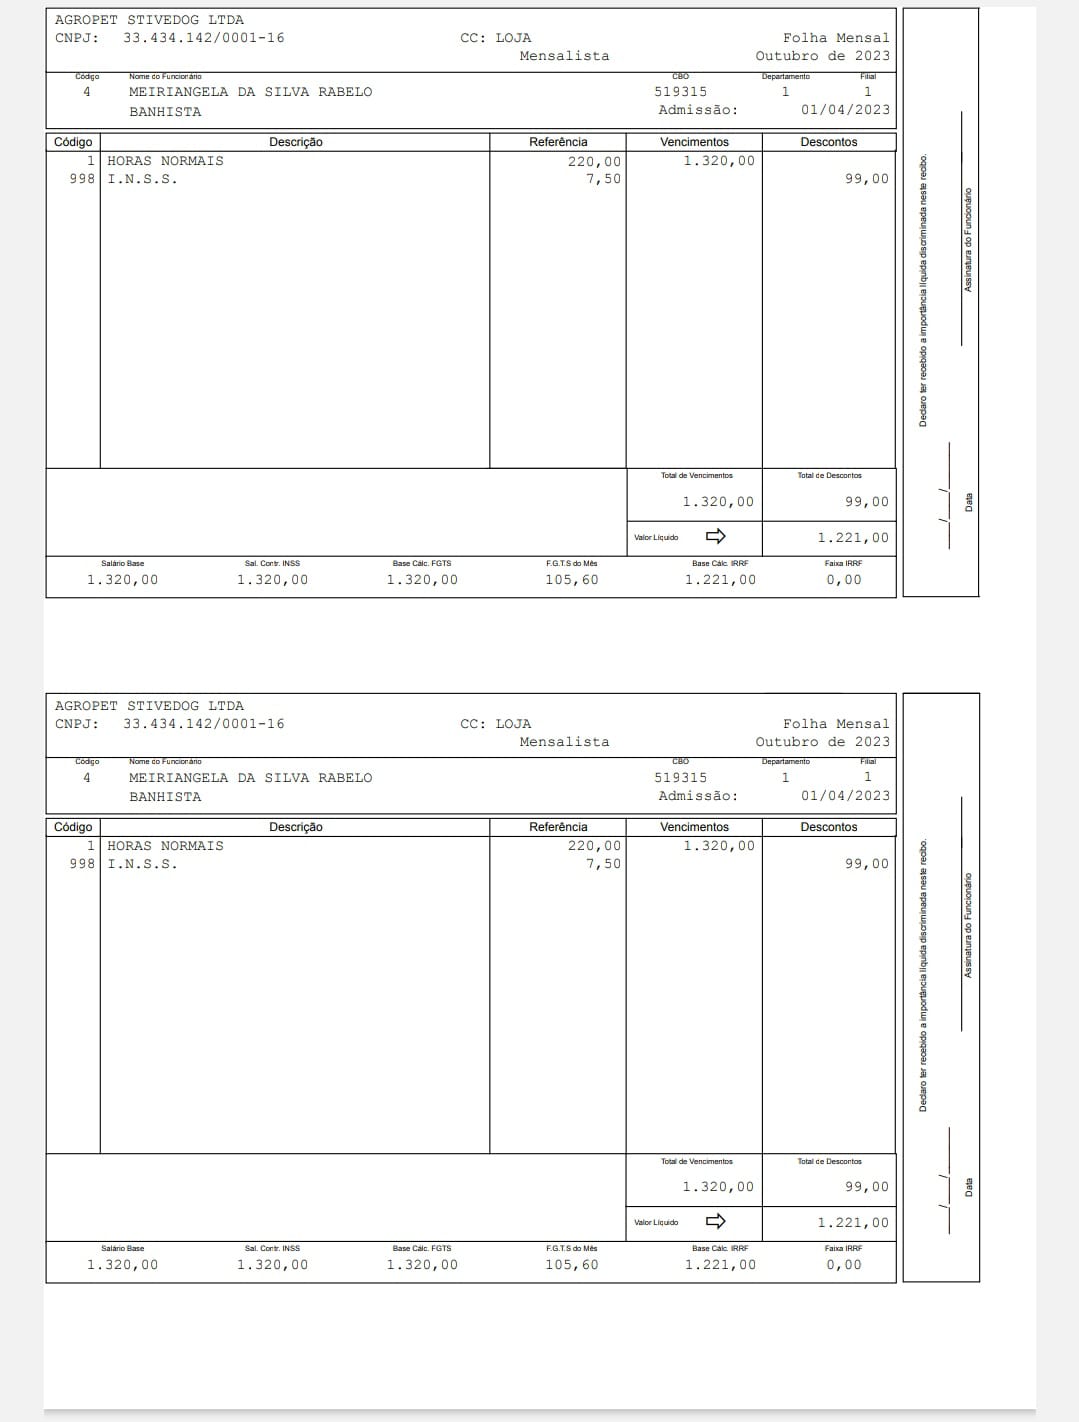 AGROPET STIVEDOG LTDA
CNPJ: 33.434.142/0001-16 CC: LOJA Folha Mensal
Mensalista Outubro de 2023
Código Nome do Funcionário CBO Departamento Filial
4 MEIRIANGELA DA SILVA RABELO 519315 1 1
BANHISTA Admissão: 01/04/2023
Código Descrição Referência Vencimentos Descontos
1 HORAS NORMAIS 220,00 1.320,00
998 I.N.S.S. 7,50 99,00
Total de Vencimentos Total de Descontos
1.320,00 99,00
Valor Líquido 1.221,00
Salário Base Sal. Contr. INSS Base Cálc. FGTS F.G.T.S do Mês Base Cálc. IRRF Faixa IRRF
1.320,00 1.320,00 1.320,00 105,60 1.221,00 0,00
Declaro ter recebido a importância líquida discriminada neste recibo.
___/___/______
Data
Assinatura do Funcionário
AGROPET STIVEDOG LTDA
CNPJ: 33.434.142/0001-16 CC: LOJA Folha Mensal
Mensalista Outubro de 2023
Código Nome do Funcionário CBO Departamento Filial
4 MEIRIANGELA DA SILVA RABELO 519315 1 1
BANHISTA Admissão: 01/04/2023
Código Descrição Referência Vencimentos Descontos
1 HORAS NORMAIS 220,00 1.320,00
998 I.N.S.S. 7,50 99,00
Total de Vencimentos Total de Descontos
1.320,00 99,00
Valor Líquido 1.221,00
Salário Base Sal. Contr. INSS Base Cálc. FGTS F.G.T.S do Mês Base Cálc. IRRF Faixa IRRF
1.320,00 1.320,00 1.320,00 105,60 1.221,00 0,00
Declaro ter recebido a importância líquida discriminada neste recibo.
___/___/______
Data
Assinatura do Funcionário